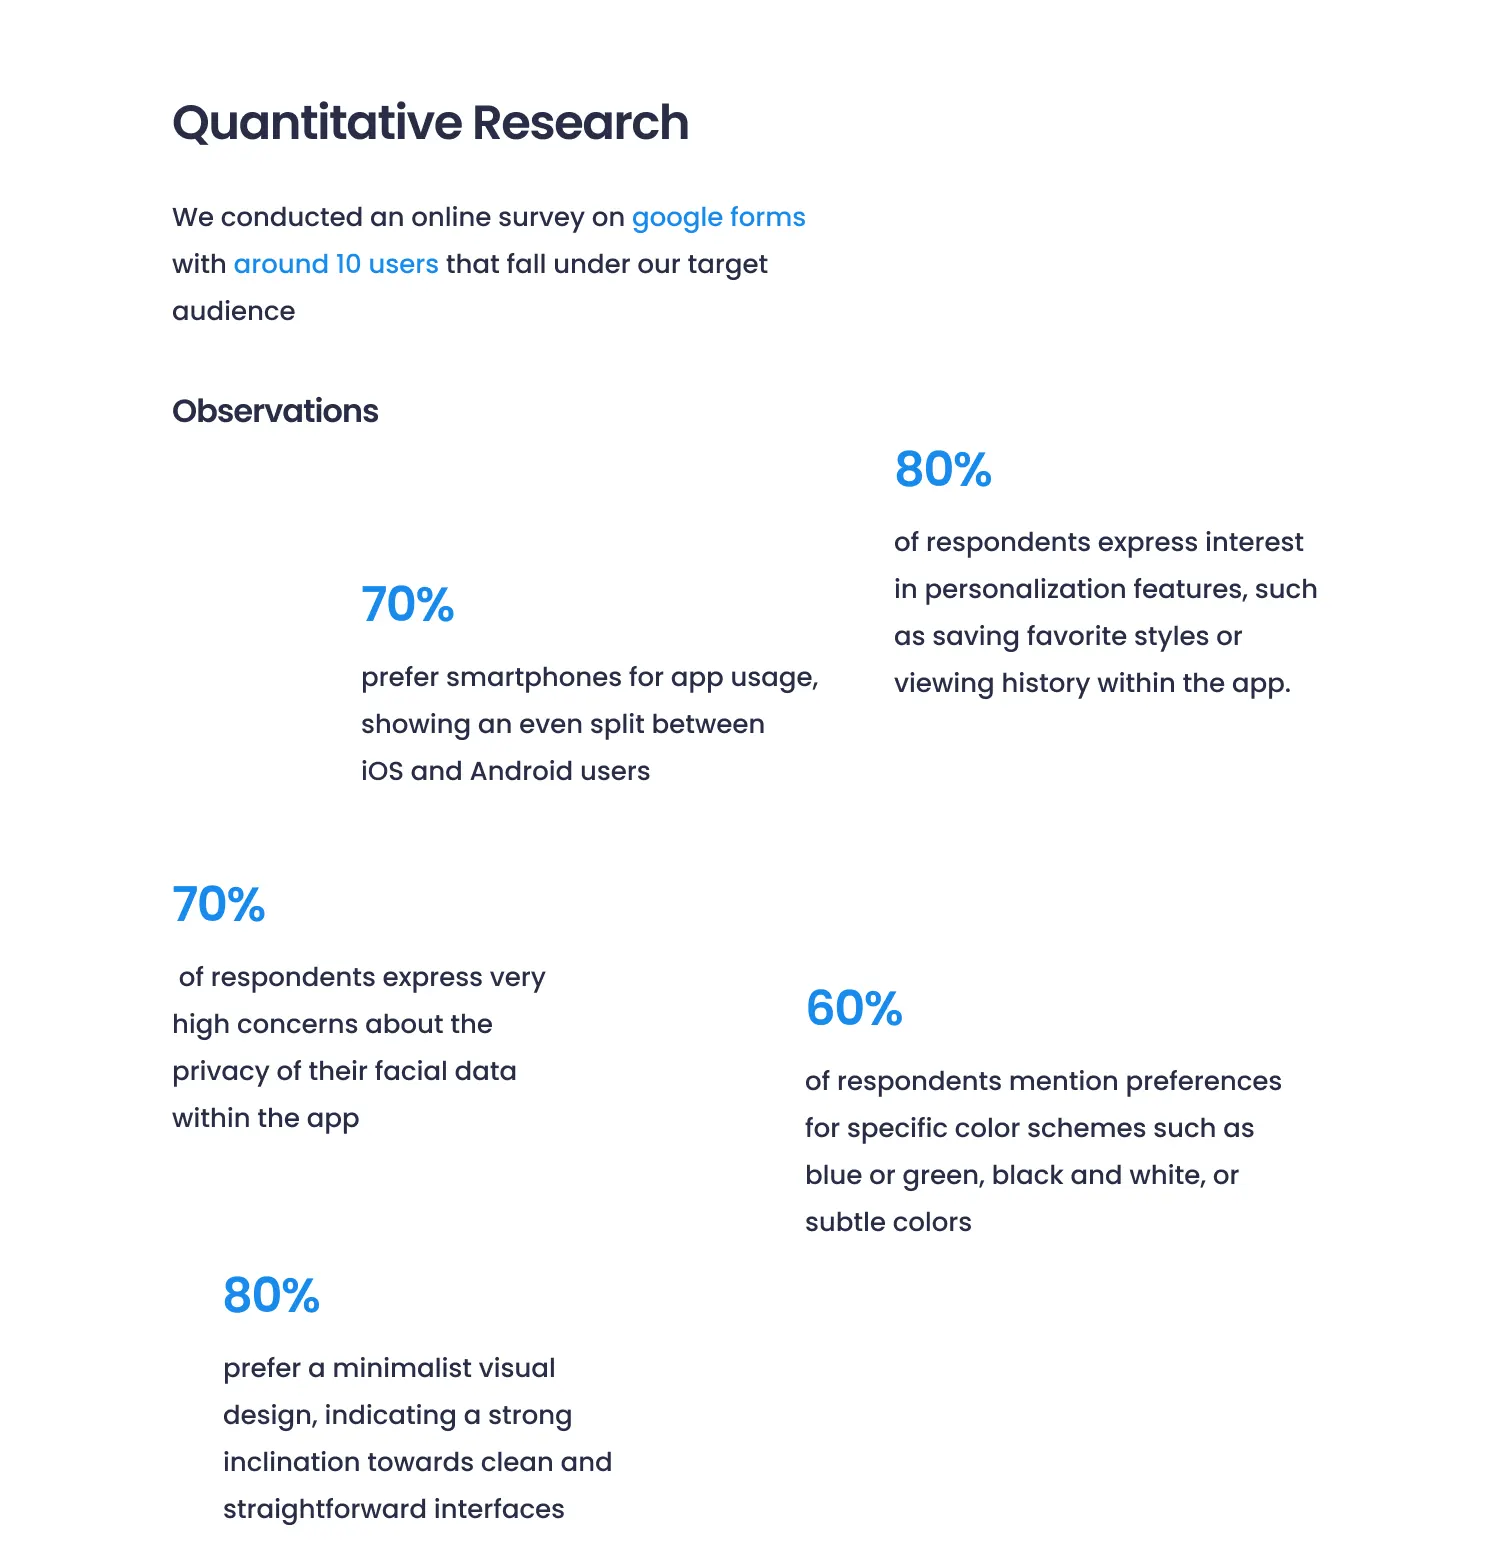 Quantitative Research
We conducted an online survey on google forms
with around 10 users that fall under our target
audience
Observations
80%
of respondents express interest
in personalization features, such
as saving favorite styles or
viewing history within the app.
70%
prefer smartphones for app usage,
showing an even split between
iOS and Android users
70%
of respondents express very
high concerns about the
privacy of their facial data
within the app
60%
of respondents mention preferences
for specific color schemes such as
blue or green, black and white, or
subtle colors
80%
prefer a minimalist visual
design, indicating a strong
inclination towards clean and
straightforward interfaces